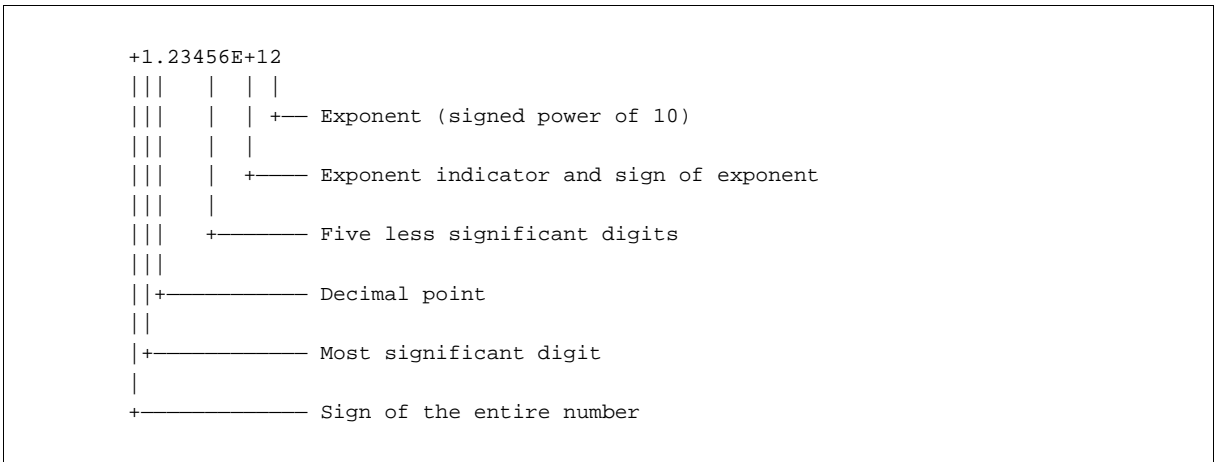 +1.23456E+12
Exponent (signed power of 10)
Exponent indicator and sign of exponent
Five less significant digits
Decimal point
Most significant digit
Sign of the entire number